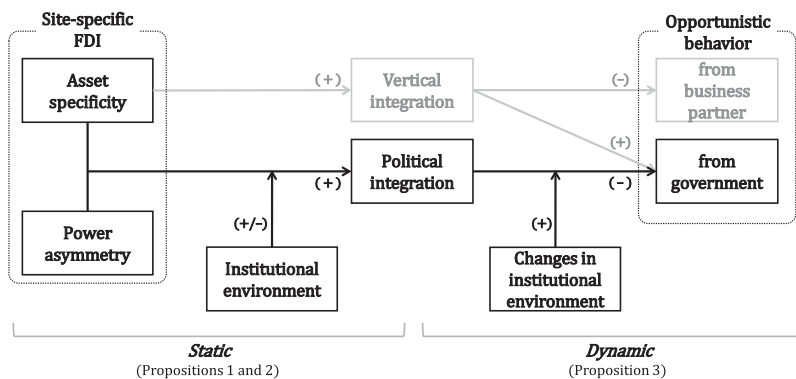 Site-specific
FDI
Opportunistic
behavior
Asset
specificity
(+)
Vertical
integration
(–)
from
business
partner
(+)
Political
integration
(+)
(–)
from
government
Power
asymmetry
(+/–)
(+)
Institutional
environment
Changes in
institutional
environment
Static
(Propositions 1 and 2)
Dynamic
(Proposition 3)